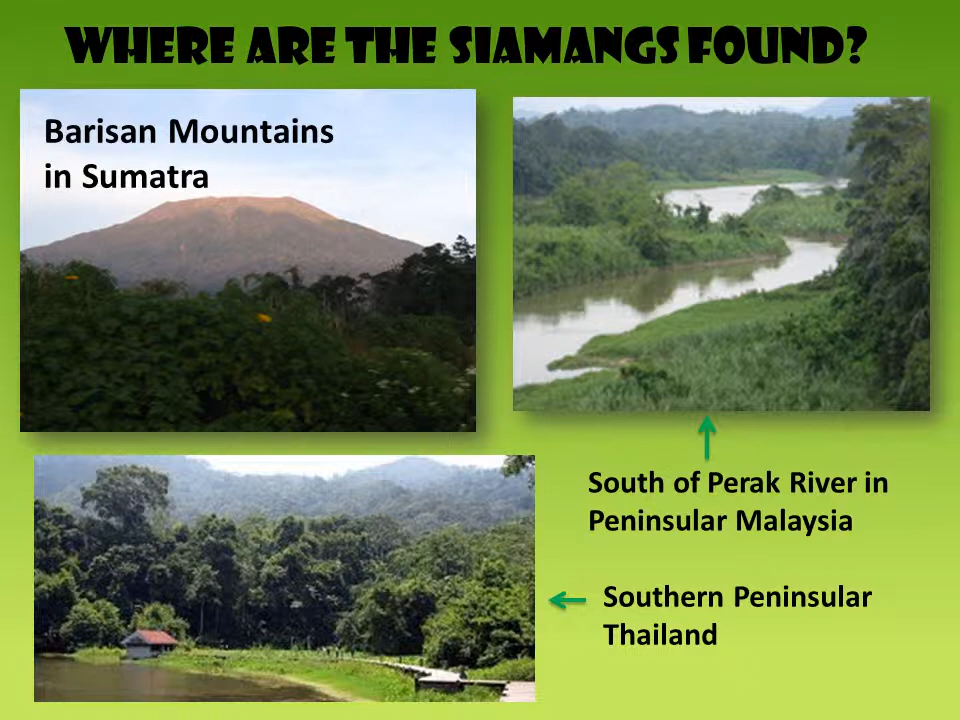 WHERE ARE THE SIAMANGS FOUND?
Barisan Mountains
in Sumatra
South of Perak River in
Peninsular Malaysia
Southern Peninsular
Thailand